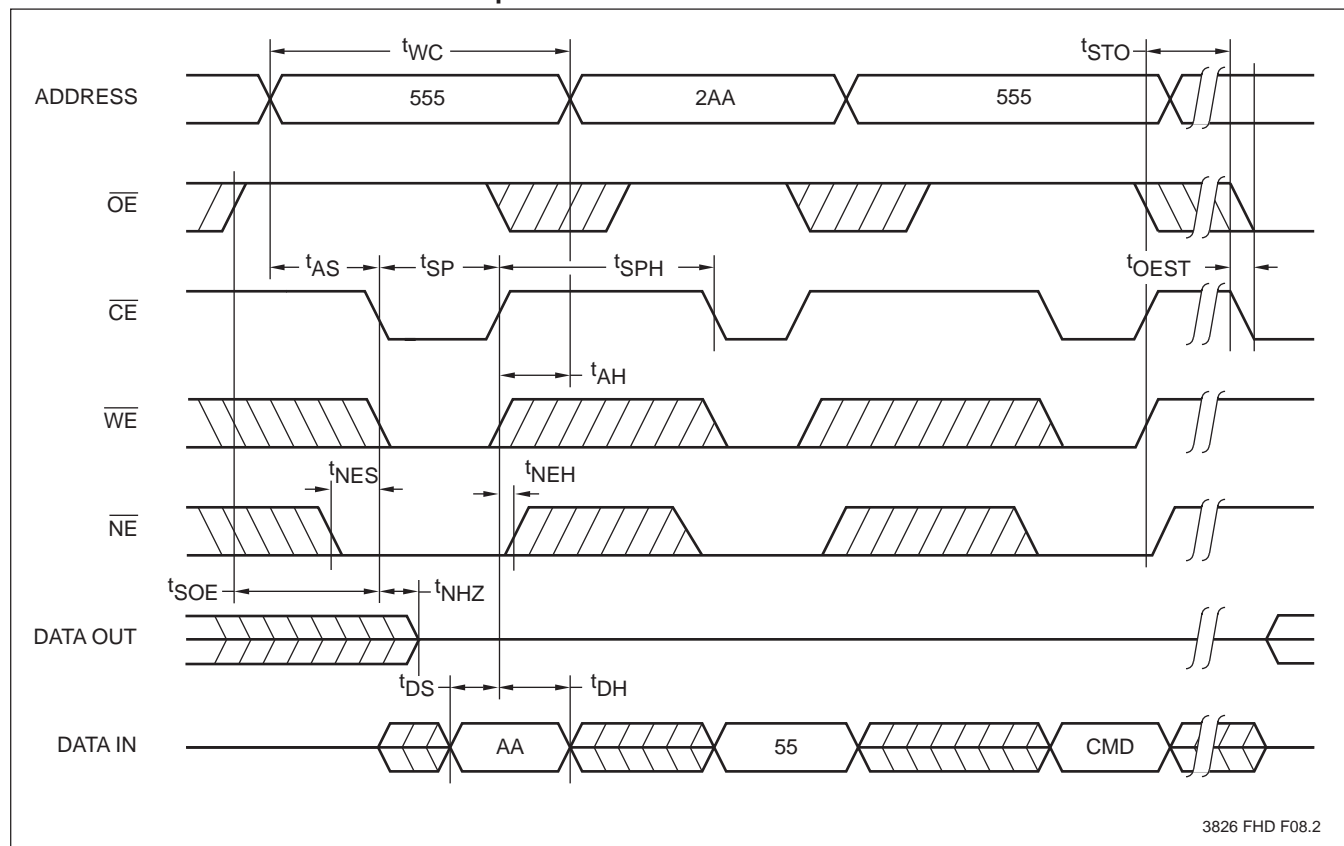 tWC
tSTO
ADDRESS
555
2AA
555
OE
tAS
tSP
tSPH
tOEST
CE
tAH
WE
tNES
tNEH
NE
tSOE
tNHZ
DATA OUT
tDS
tDH
DATA IN
AA
55
CMD
3826 FHD F08.2